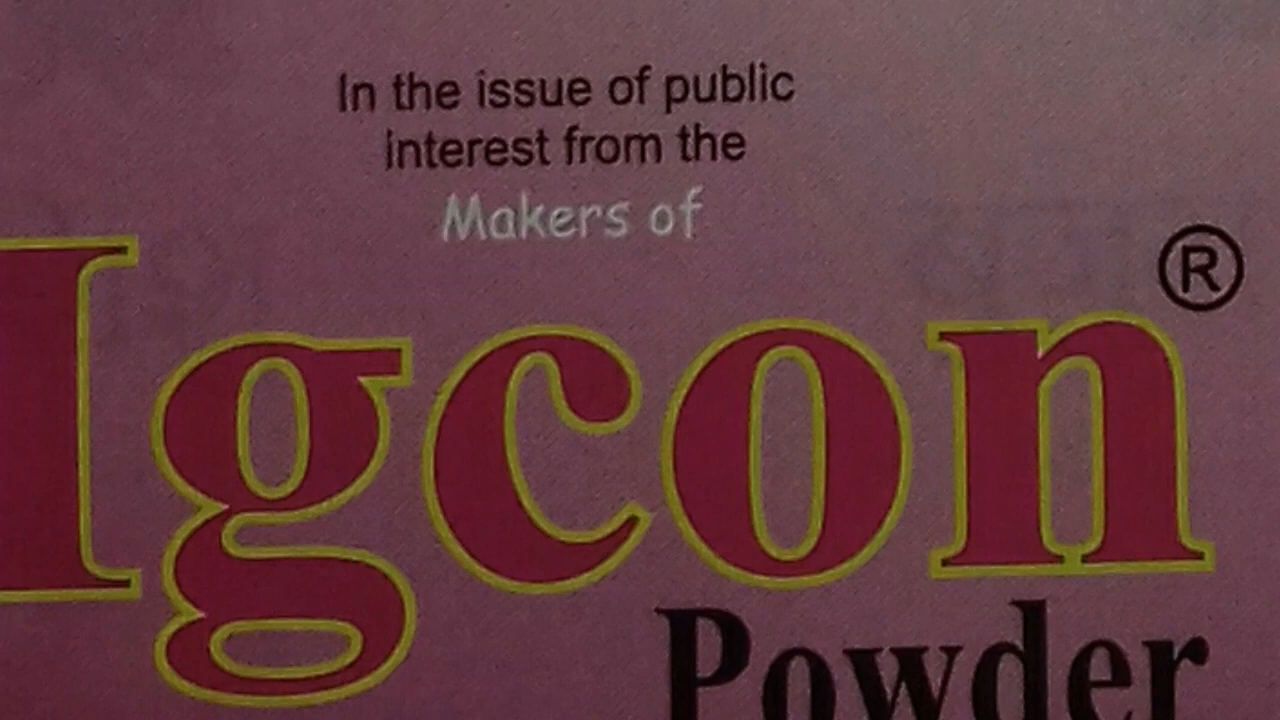 In the issue of public
interest from the
Makers of
Igcon®
Powder